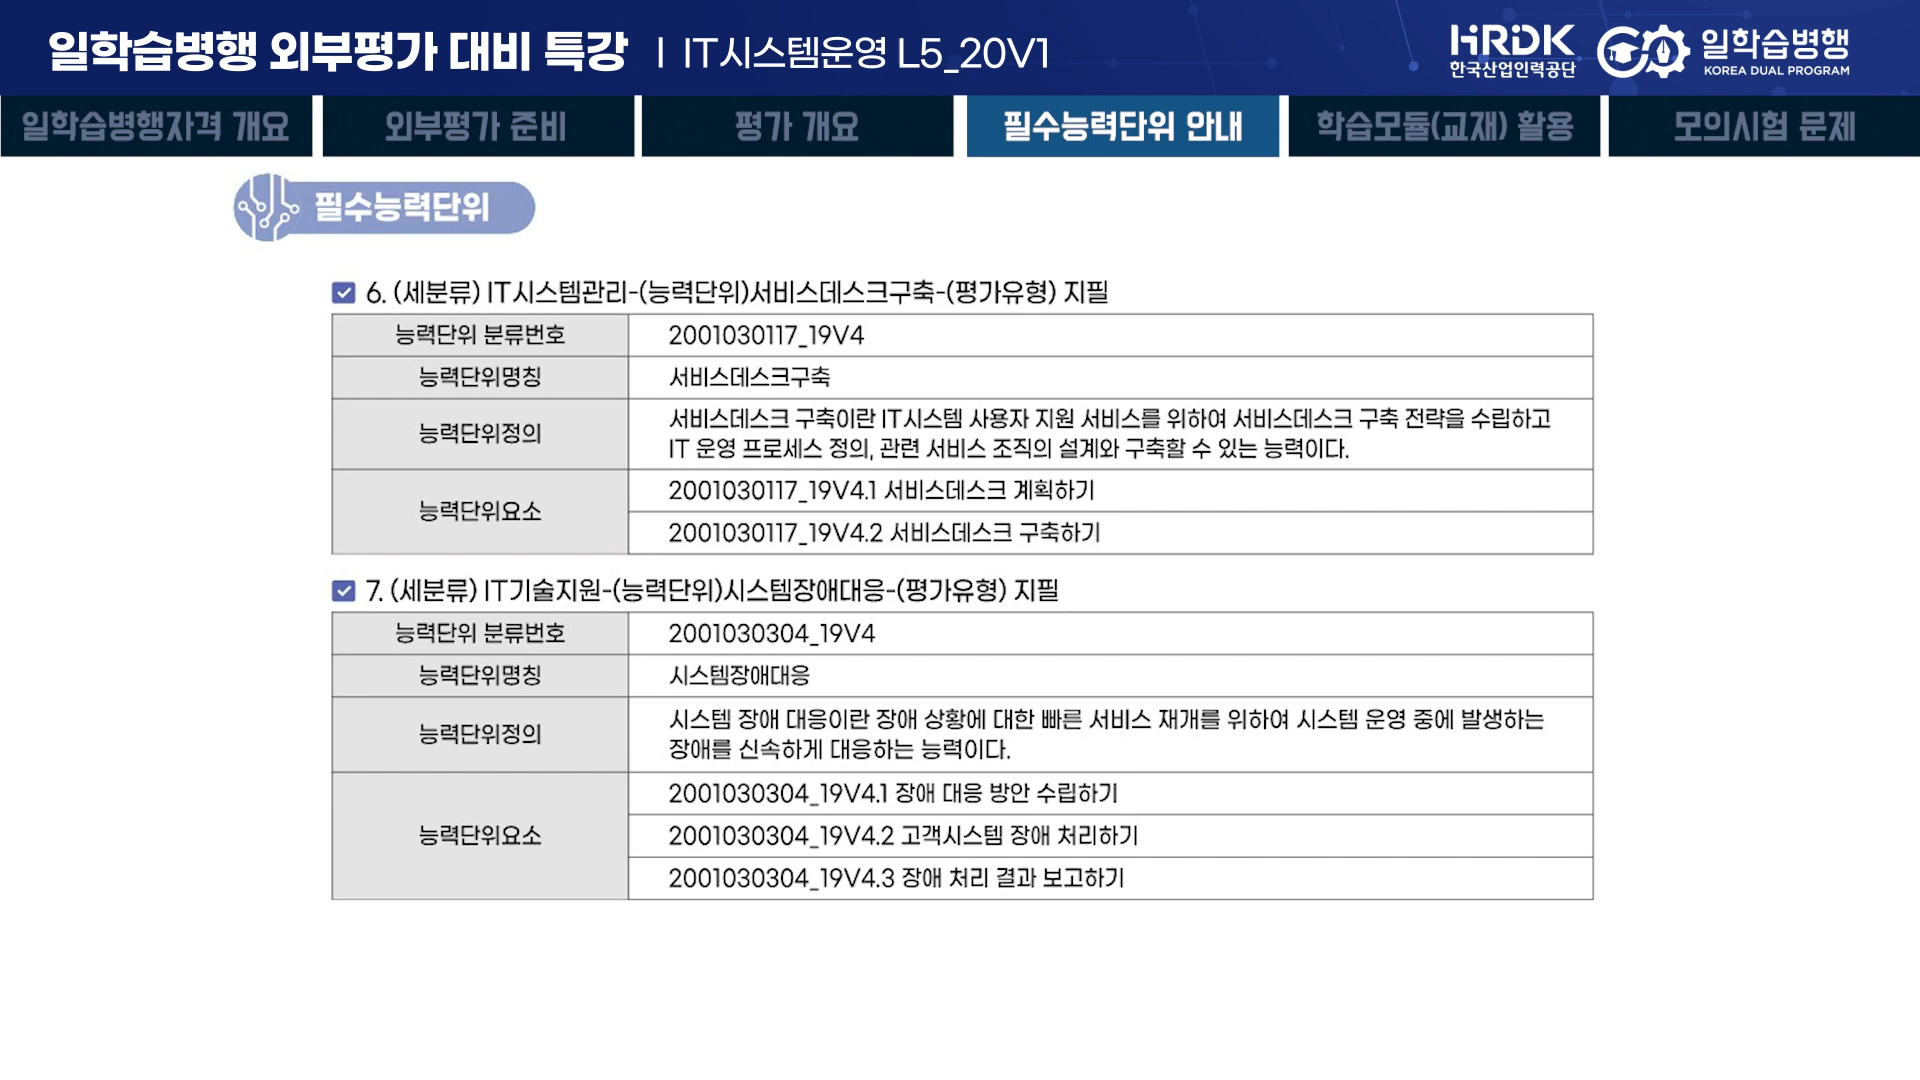 일학습병행 외부평가 대비 특강 | IT시스템운영 L5_20V1
HRDK 한국산업인력공단
일학습병행 KOREA DUAL PROGRAM
일학습병행자격 개요
외부평가 준비
평가 개요
필수능력단위 안내
학습모듈(교재) 활용
모의시험 문제
필수능력단위
6. (세분류) IT시스템관리-(능력단위)서비스데스크구축-(평가유형) 지필
능력단위 분류번호 2001030117_19V4
능력단위명칭 서비스데스크구축
능력단위정의
서비스데스크 구축이란 IT시스템 사용자 지원 서비스를 위하여 서비스데스크 구축 전략을 수립하고
IT 운영 프로세스 정의, 관련 서비스 조직의 설계와 구축할 수 있는 능력이다.
능력단위요소
2001030117_19V4.1 서비스데스크 계획하기
2001030117_19V4.2 서비스데스크 구축하기
7. (세분류) IT기술지원-(능력단위)시스템장애대응-(평가유형) 지필
능력단위 분류번호 2001030304_19V4
능력단위명칭 시스템장애대응
능력단위정의
시스템 장애 대응이란 장애 상황에 대한 빠른 서비스 재개를 위하여 시스템 운영 중에 발생하는
장애를 신속하게 대응하는 능력이다.
능력단위요소
2001030304_19V4.1 장애 대응 방안 수립하기
2001030304_19V4.2 고객시스템 장애 처리하기
2001030304_19V4.3 장애 처리 결과 보고하기